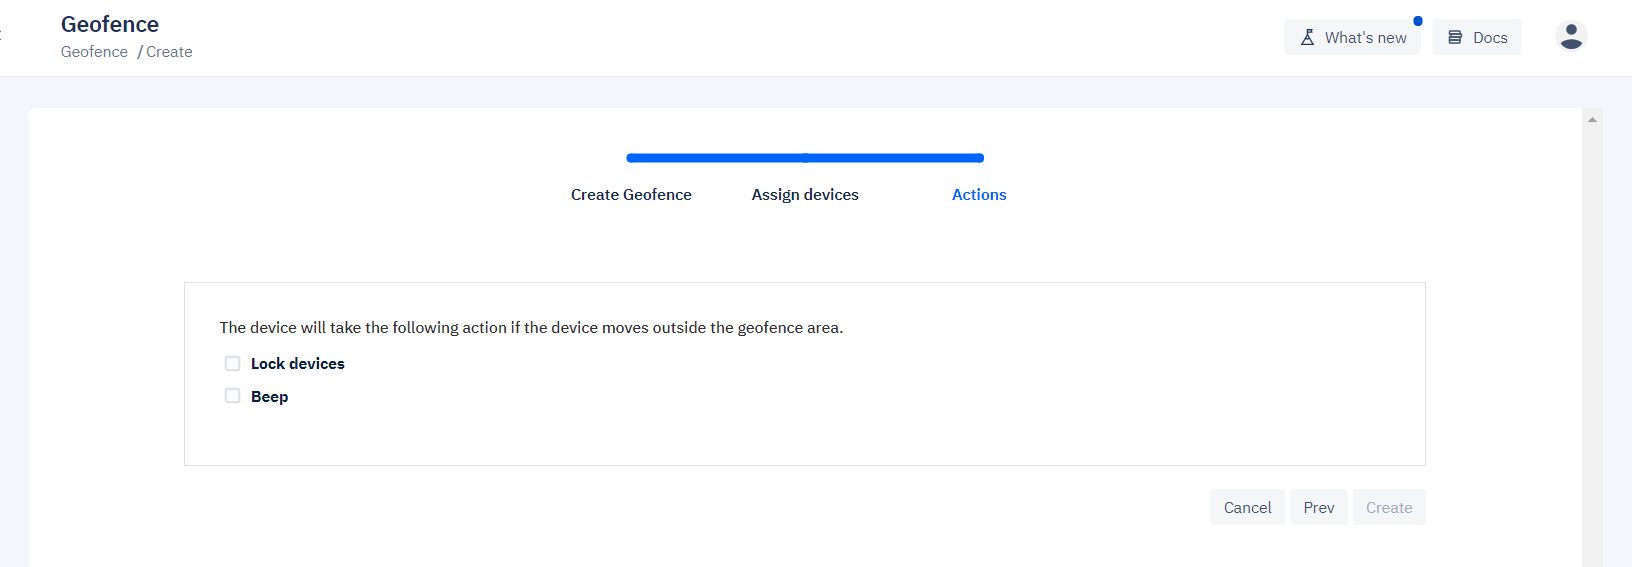 Geofence
Geofence / Create
What's new
Docs
Create Geofence
Assign devices
Actions
The device will take the following action if the device moves outside the geofence area.
Lock devices
Beep
Cancel
Prev
Create